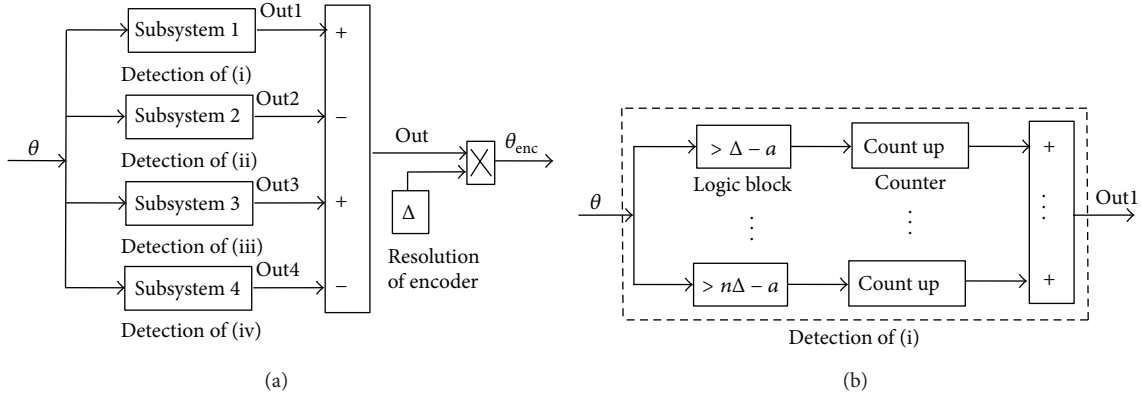 θ
Subsystem 1
Out1
+
Detection of (i)
Subsystem 2
Out2
−
Detection of (ii)
Subsystem 3
Out3
+
Detection of (iii)
Subsystem 4
Out4
−
Detection of (iv)
Out
θenc
Δ
Resolution
of encoder
(a)
θ
> Δ − a
Logic block
Count up
Counter
+
⋮
⋮
⋮
> nΔ − a
Count up
+
Out1
Detection of (i)
(b)